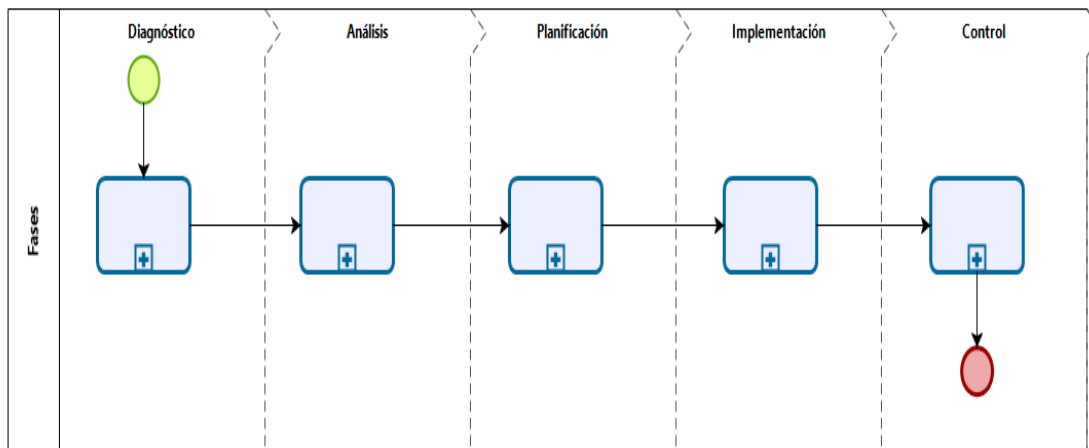 Diagnóstico
Análisis
Planificación
Implementación
Control
Fases